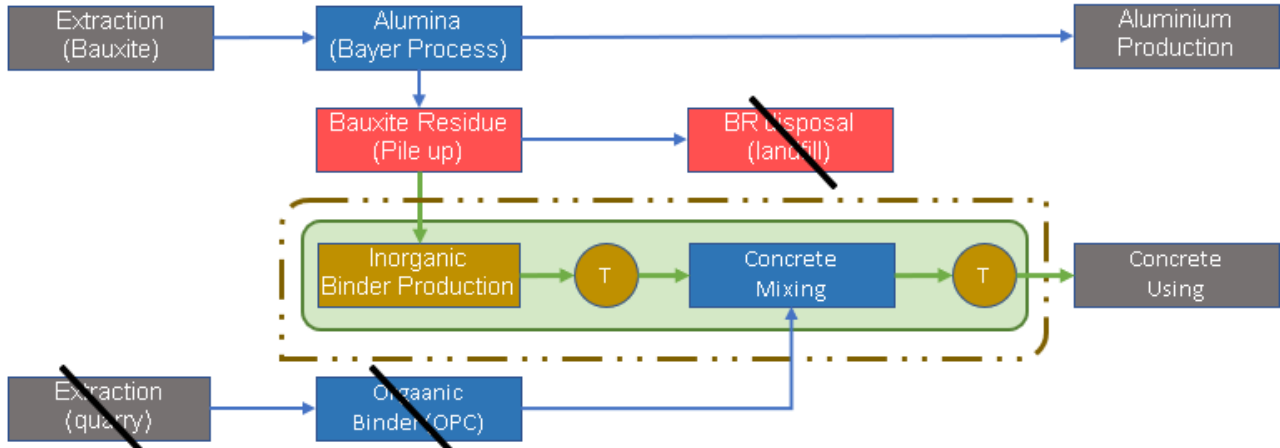 Extraction
(Bauxite)
Alumina
(Bayer Process)
Aluminium
Production
Bauxite Residue
(Pile up)
BR disposal
(landfill)
Inorganic
Binder Production
T
Concrete
Mixing
T
Concrete
Using
Extraction
(quarry)
Orgaanic
Binder (OPC)